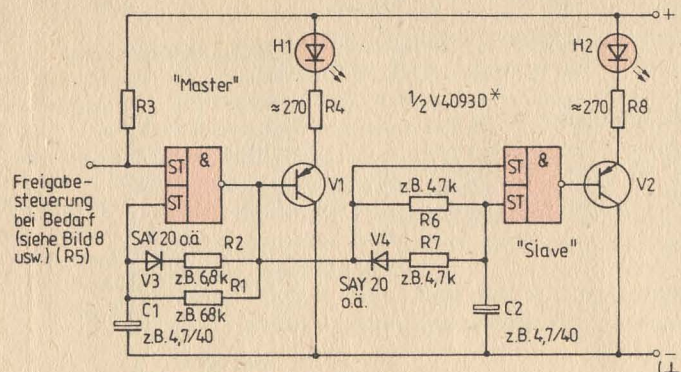 +
H1
H2
"Master"
R3
≈270
R4
½ V4093D*
≈270
R8
ST
&
ST
V1
ST
&
ST
V2
z.B. 47k
R6
Freigabe-
steuerung
bei Bedarf
(siehe Bild 8
usw.) (R5)
SAY 20 o.ä.
R2
V3
z.B. 6,8k
R1
z.B. 68k
V4
R7
SAY 20
z.B. 4,7k
o.ä.
"Slave"
C1
z.B. 4,7/40
C2
z.B. 4,7/40
−